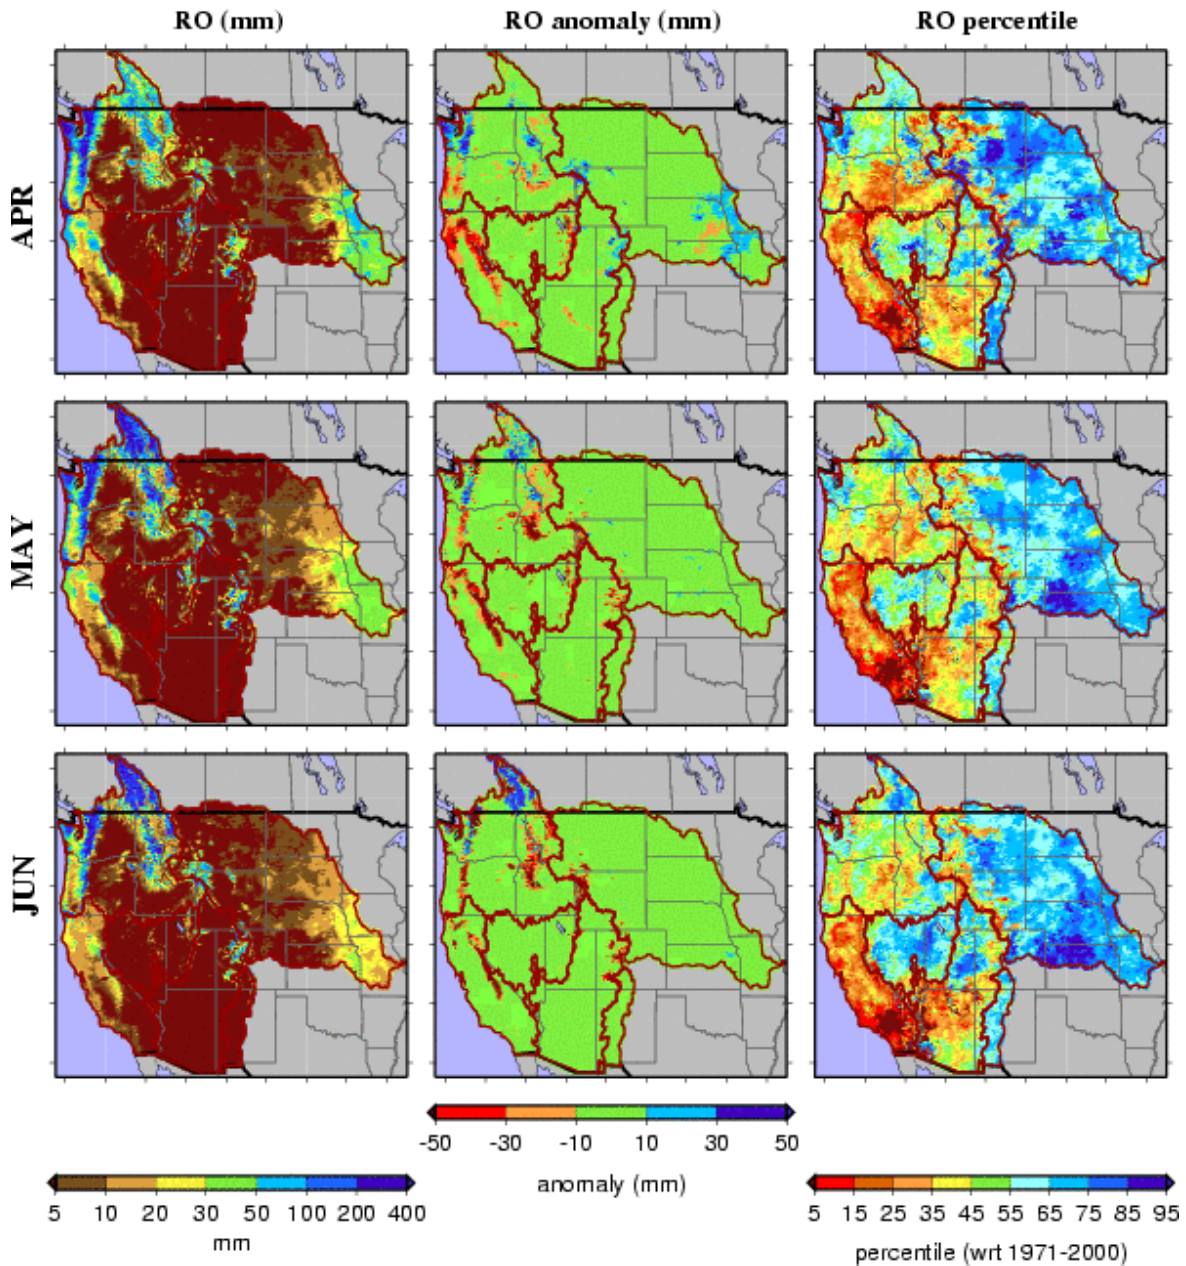 RO (mm) RO anomaly (mm) RO percentile
APR
MAY
JUN
-50 -30 -10 10 30 50
anomaly (mm)
5 10 20 30 50 100 200 400
mm
5 15 25 35 45 55 65 75 85 95
percentile (wrt 1971-2000)